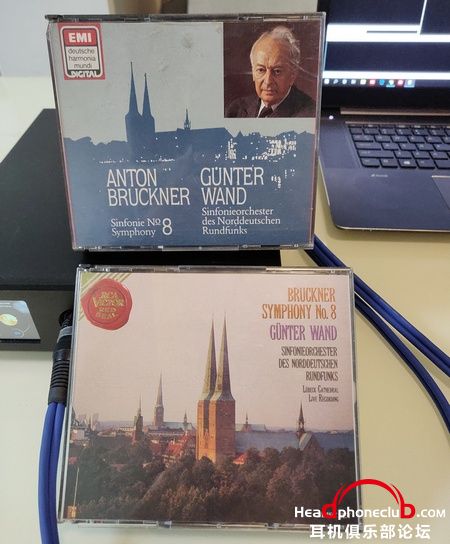 EMI
deutsche
harmonia
mundi
DIGITAL
ANTON
BRUCKNER
Sinfonie No
Symphony 8
GÜNTER
WAND
Sinfonieorchester
des Norddeutschen
Rundfunks
RCA
VICTOR
RED
SEAL
BRUCKNER
SYMPHONY No. 8
GÜNTER WAND
SINFONIEORCHESTER
DES NORDDEUTSCHEN
RUNDFUNKS
LÜBECK CATHEDRAL
LIVE RECORDING
HeadphoneclUb.com
耳机俱乐部论坛